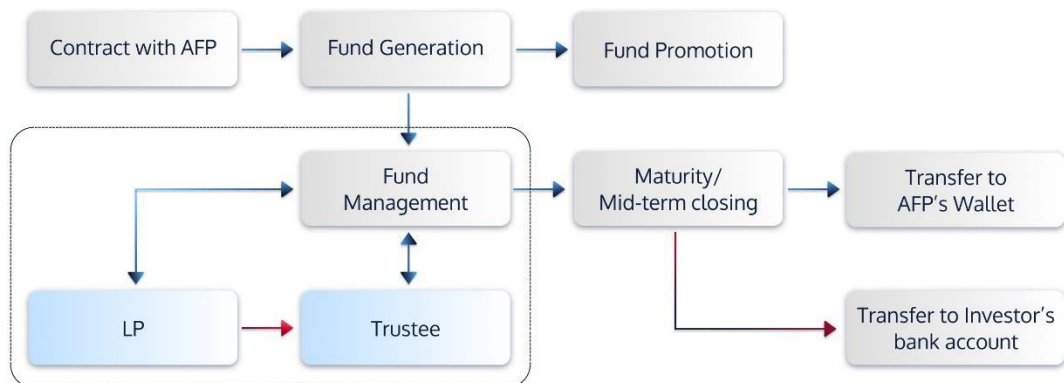 Contract with AFP
Fund Generation
Fund Promotion
Fund
Management
Maturity/
Mid-term closing
Transfer to
AFP’s Wallet
LP
Trustee
Transfer to Investor’s
bank account